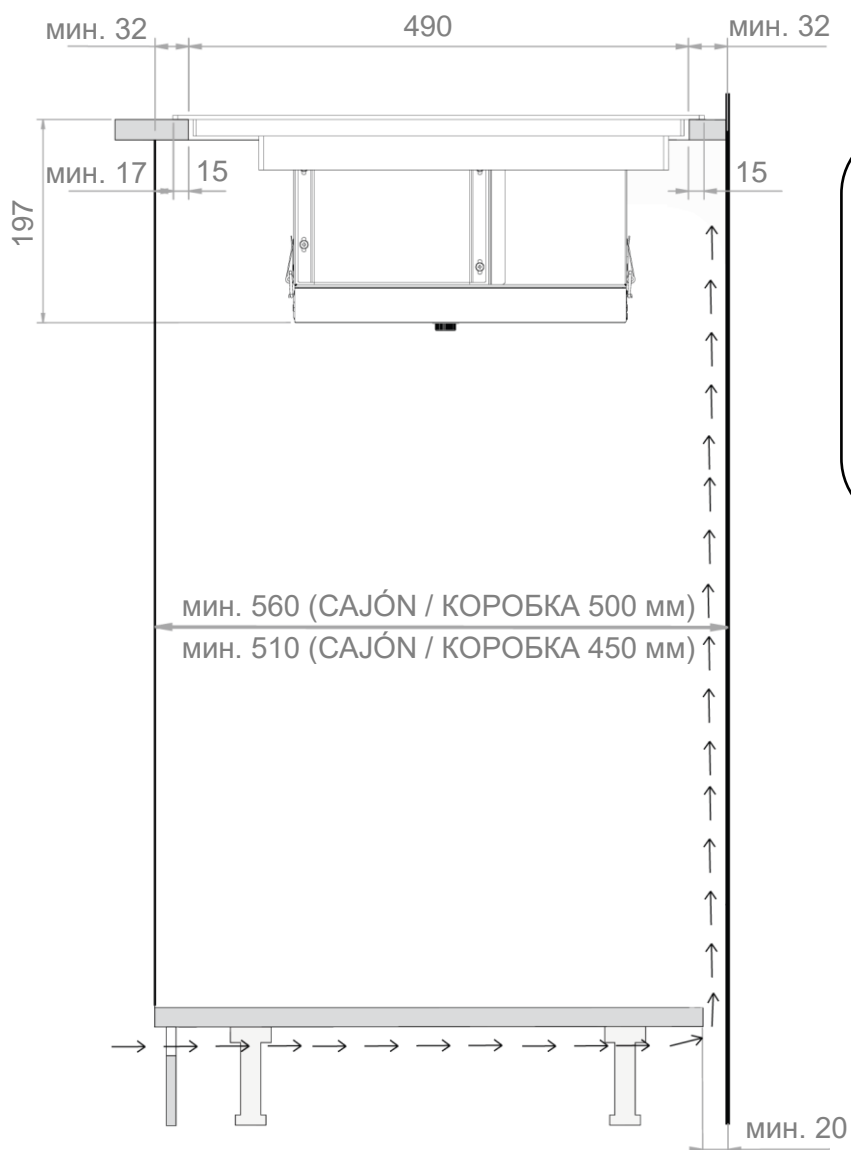 мин. 32
490
мин. 32
мин. 17
15
15
197
мин. 560 (CAJÓN / КОРОБКА 500 мм)
мин. 510 (CAJÓN / КОРОБКА 450 мм)
мин. 20